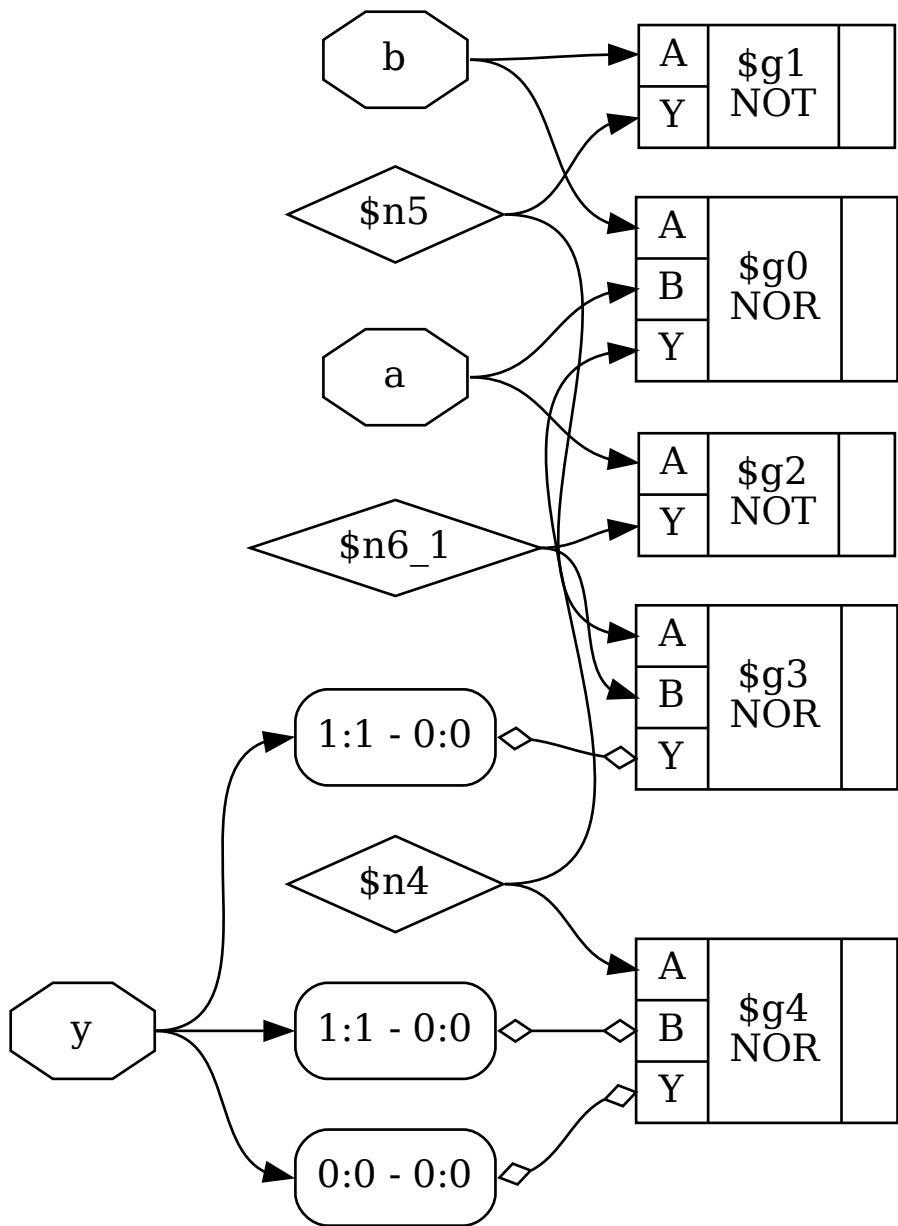 b
A
Y
$g1
NOT
$n5
A
B
Y
$g0
NOR
a
A
Y
$g2
NOT
$n6_1
A
B
Y
$g3
NOR
1:1 - 0:0
$n4
A
B
Y
$g4
NOR
y
1:1 - 0:0
0:0 - 0:0